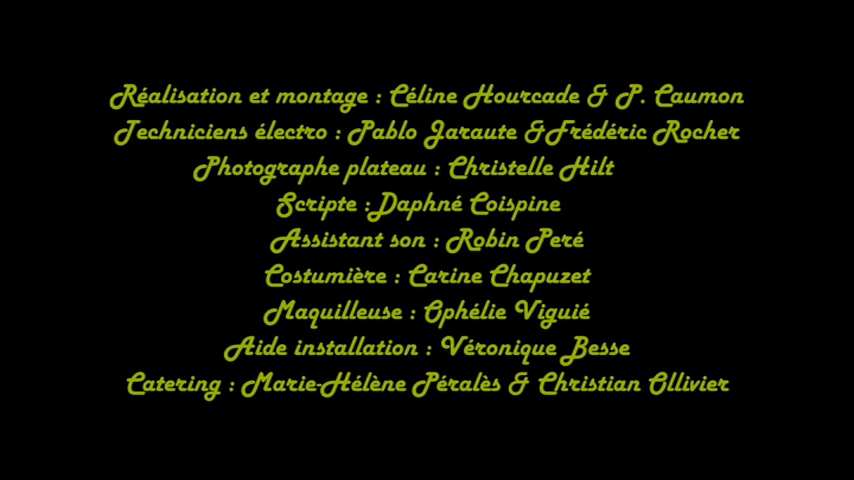 Réalisation et montage : Céline Hourcade & P. Caumon
Techniciens électro : Pablo Jaraute &Frédéric Rocher
Photographe plateau : Christelle Hilt
Scripte :Daphné Coispine
Assistant son : Robin Peré
Costumière : Carine Chapuzet
Maquilleuse : Ophélie Viguié
Aide installation : Véronique Besse
Catering : Marie-Hélène Péralès & Christian Ollivier